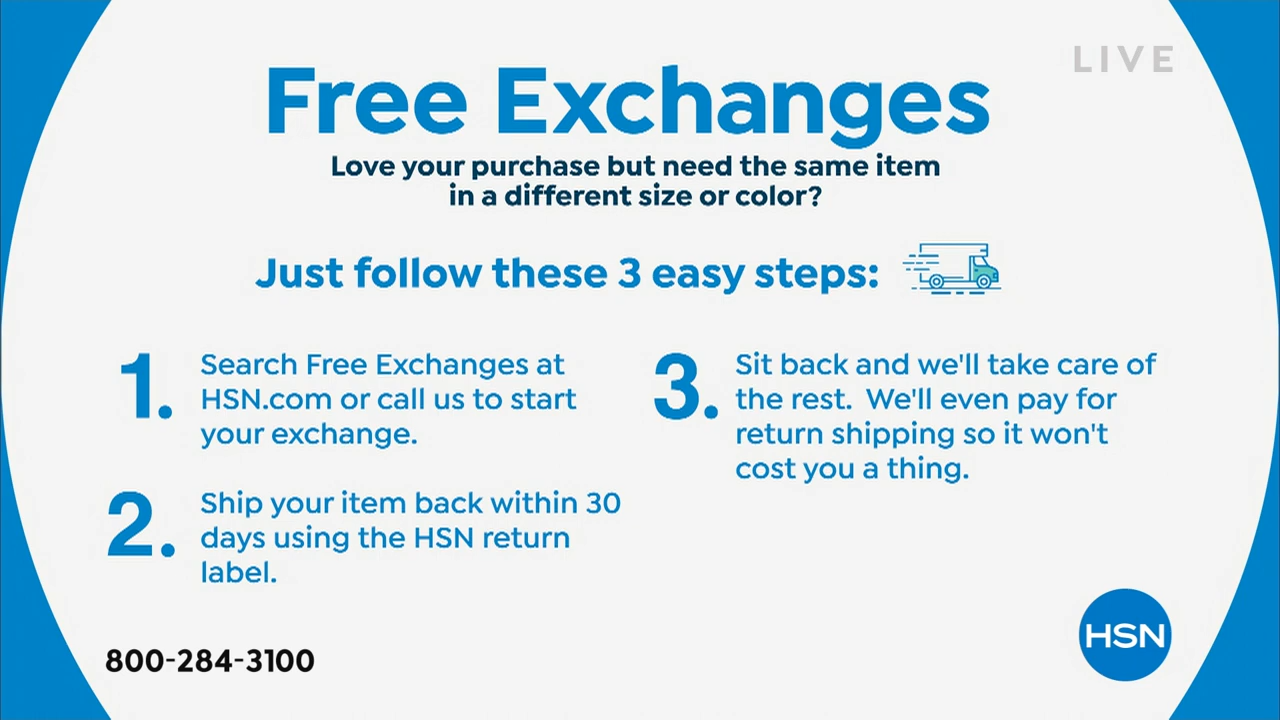 LIVE
Free Exchanges
Love your purchase but need the same item
in a different size or color?
Just follow these 3 easy steps:
1. Search Free Exchanges at
HSN.com or call us to start
your exchange.
2. Ship your item back within 30
days using the HSN return
label.
3. Sit back and we'll take care of
the rest. We'll even pay for
return shipping so it won't
cost you a thing.
800-284-3100
HSN